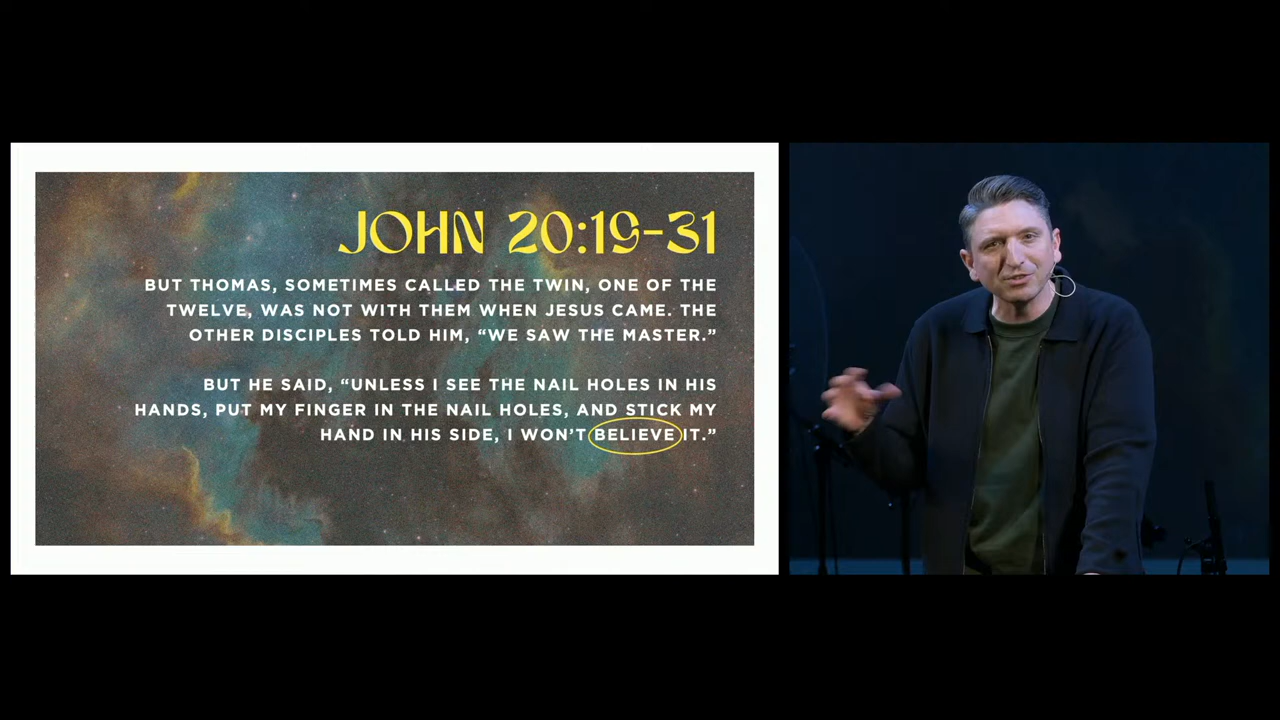 JOHN 20:19-31
BUT THOMAS, SOMETIMES CALLED THE TWIN, ONE OF THE
TWELVE, WAS NOT WITH THEM WHEN JESUS CAME. THE
OTHER DISCIPLES TOLD HIM, “WE SAW THE MASTER.”
BUT HE SAID, “UNLESS I SEE THE NAIL HOLES IN HIS
HANDS, PUT MY FINGER IN THE NAIL HOLES, AND STICK MY
HAND IN HIS SIDE, I WON’T BELIEVE IT.”